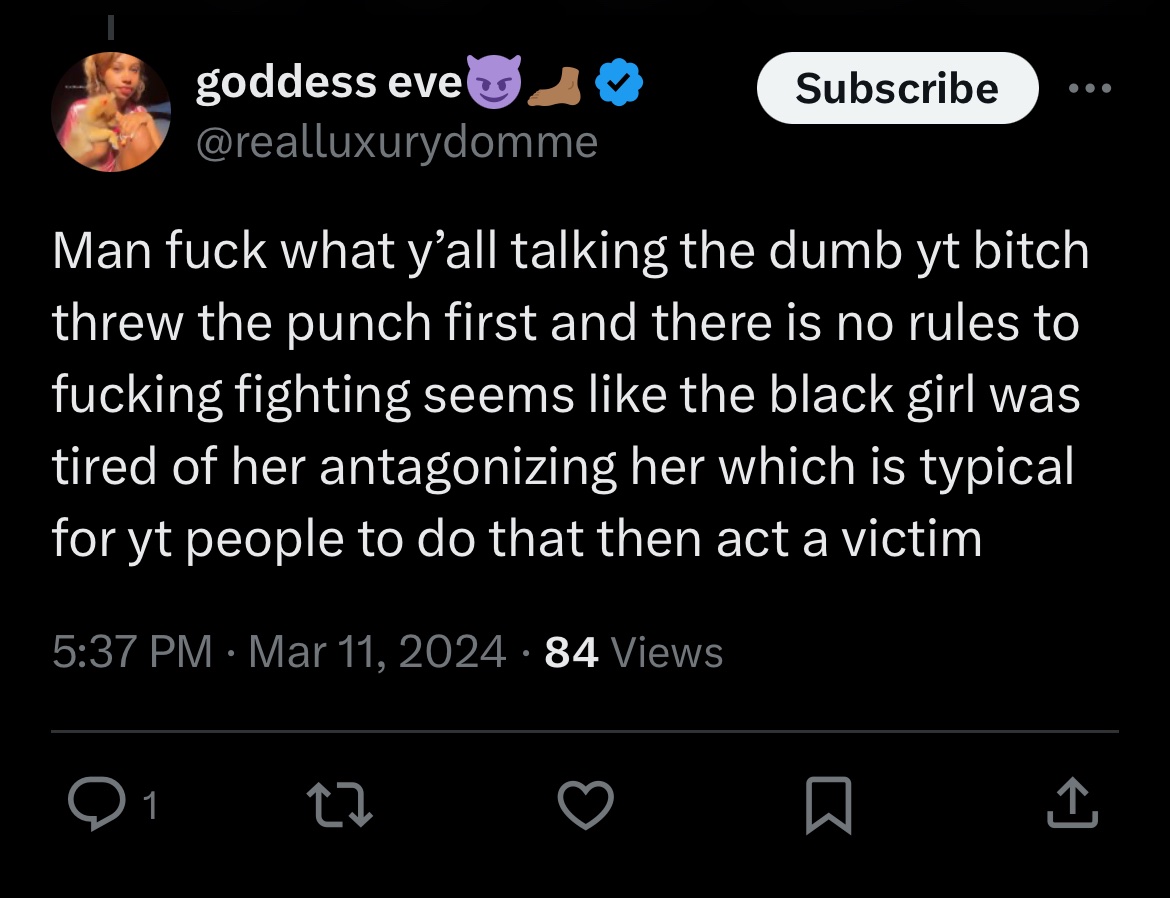 goddess eve😈🦶🏽
Subscribe
@realluxurydomme
Man fuck what y’all talking the dumb yt bitch
threw the punch first and there is no rules to
fucking fighting seems like the black girl was
tired of her antagonizing her which is typical
for yt people to do that then act a victim
5:37 PM · Mar 11, 2024 · 84 Views
1